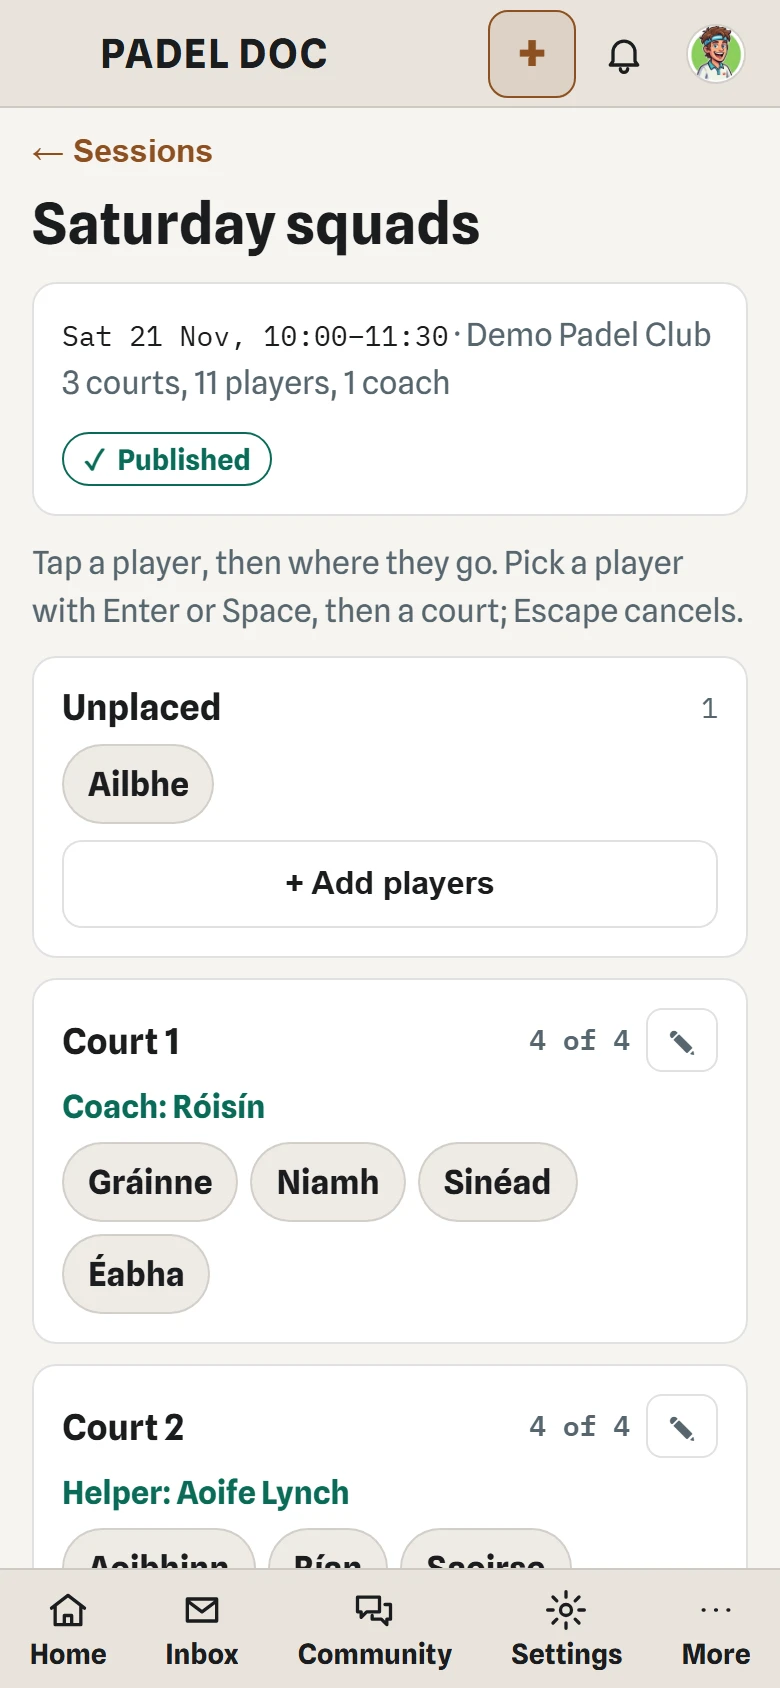 PADEL DOC
← Sessions
Saturday squads
Sat 21 Nov, 10:00–11:30 · Demo Padel Club
3 courts, 11 players, 1 coach
✓ Published
Tap a player, then where they go. Pick a player
with Enter or Space, then a court; Escape cancels.
Unplaced 1
Ailbhe
+ Add players
Court 1 4 of 4
Coach: Róisín
Gráinne Niamh Sinéad
Éabha
Court 2 4 of 4
Helper: Aoife Lynch
Aoibhinn Rían Saoirse
Home Inbox Community Settings More